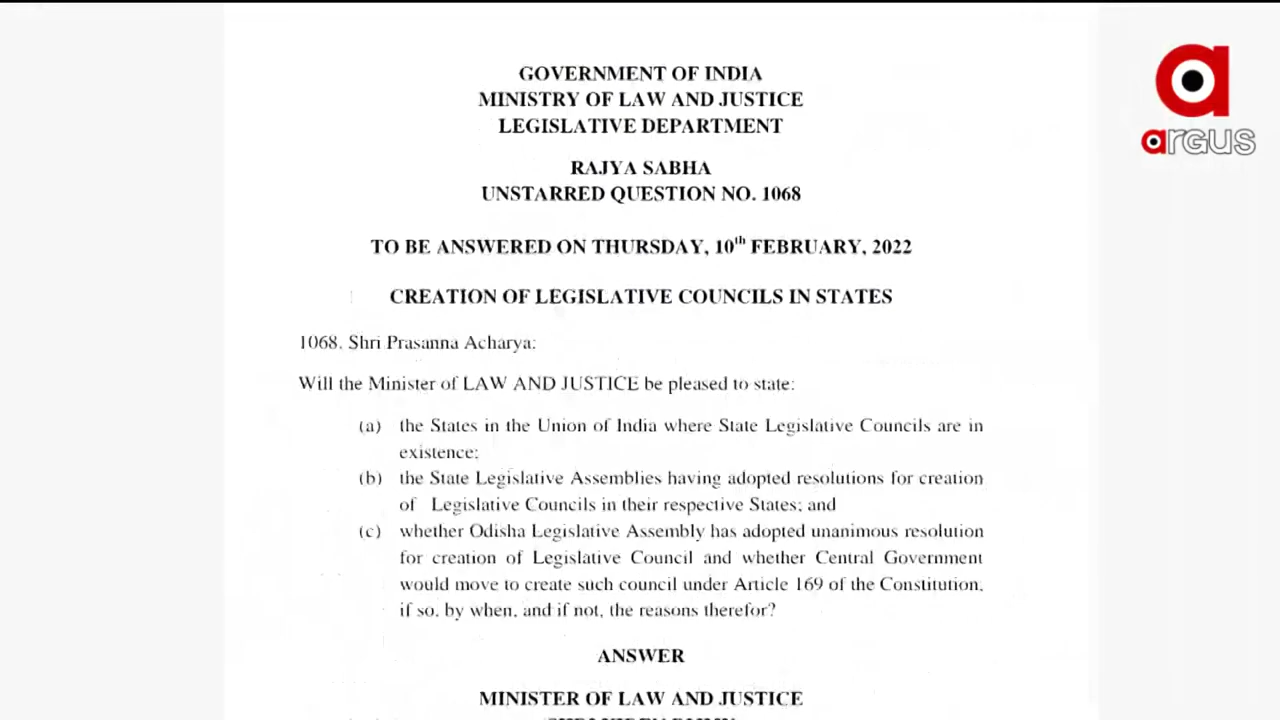 GOVERNMENT OF INDIA
MINISTRY OF LAW AND JUSTICE
LEGISLATIVE DEPARTMENT
RAJYA SABHA
UNSTARRED QUESTION NO. 1068
TO BE ANSWERED ON THURSDAY, 10th FEBRUARY, 2022
CREATION OF LEGISLATIVE COUNCILS IN STATES
1068. Shri Prasanna Acharya:
Will the Minister of LAW AND JUSTICE be pleased to state:
(a) the States in the Union of India where State Legislative Councils are in
existence;
(b) the State Legislative Assemblies having adopted resolutions for creation
of Legislative Councils in their respective States; and
(c) whether Odisha Legislative Assembly has adopted unanimous resolution
for creation of Legislative Council and whether Central Government
would move to create such council under Article 169 of the Constitution,
if so, by when, and if not, the reasons therefor?
ANSWER
MINISTER OF LAW AND JUSTICE
a
argus